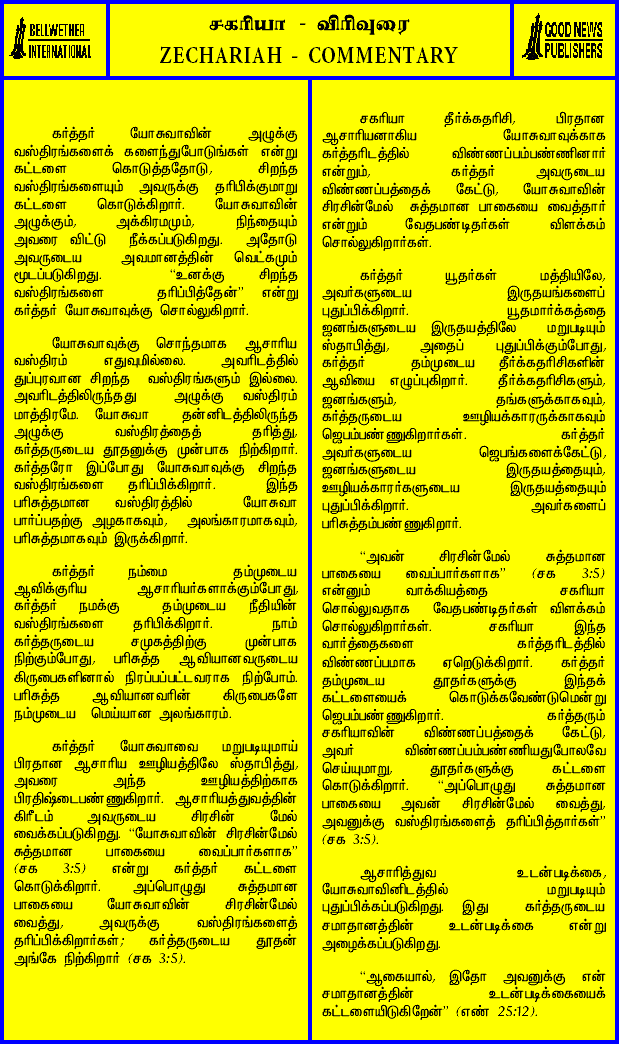 BELLWETHER
INTERNATIONAL
சகரியா - விரிவுரை
ZECHARIAH - COMMENTARY
GOOD NEWS
PUBLISHERS
கர்த்தர் யோசுவாவின் அழுக்கு
வஸ்திரங்களைக் களைந்துபோடுங்கள் என்று
கட்டளை கொடுத்ததோடு, சிறந்த
வஸ்திரங்களையும் அவருக்கு தரிபிக்குமாறு
கட்டளை கொடுக்கிறார். யோசுவாவின்
அழுக்கும், அக்கிரமமும், நிந்தையும்
அவரை விட்டு நீக்கப்படுகிறது. அதோடு
அவருடைய அவமானத்தின் வெட்கமும்
மூடப்படுகிறது. “உனக்கு சிறந்த
வஸ்திரங்களை தரிப்பித்தேன்” என்று
கர்த்தர் யோசுவாவுக்கு சொல்லுகிறார்.
யோசுவாவுக்கு சொந்தமாக ஆசாரிய
வஸ்திரம் எதுவுமில்லை. அவரிடத்தில்
துப்புரவான சிறந்த வஸ்திரங்களும் இல்லை.
அவரிடத்திலிருந்தது அழுக்கு வஸ்திரம்
மாத்திரமே. யோசுவா தன்னிடத்திலிருந்த
அழுக்கு வஸ்திரத்தைத் தரித்து,
கர்த்தருடைய தூதனுக்கு முன்பாக நிற்கிறார்.
கர்த்தரோ இப்போது யோசுவாவுக்கு சிறந்த
வஸ்திரங்களை தரிப்பிக்கிறார். இந்த
பரிசுத்தமான வஸ்திரத்தில் யோசுவா
பார்ப்பதற்கு அழகாகவும், அலங்காரமாகவும்,
பரிசுத்தமாகவும் இருக்கிறார்.
கர்த்தர் நம்மை தம்முடைய
ஆவிக்குரிய ஆசாரியர்களாக்கும்போது,
கர்த்தர் நமக்கு தம்முடைய நீதியின்
வஸ்திரங்களை தரிபிக்கிறார். நாம்
கர்த்தருடைய சமுகத்திற்கு முன்பாக
நிற்கும்போது, பரிசுத்த ஆவியானவருடைய
கிருபைகளினால் நிரப்பப்பட்டவராக நிற்போம்.
பரிசுத்த ஆவியானவரின் கிருபைகளே
நம்முடைய மெய்யான அலங்காரம்.
கர்த்தர் யோசுவாவை மறுபடியுமாய்
பிரதான ஆசாரிய ஊழியத்திலே ஸ்தாபித்து,
அவரை அந்த ஊழியத்திற்காக
பிரதிஷ்டைபண்ணுகிறார். ஆசாரியத்துவத்தின்
கிரீடம் அவருடைய சிரசின் மேல்
வைக்கப்படுகிறது. “யோசுவாவின் சிரசின்மேல்
சுத்தமான பாகையை வைப்பார்களாக”
(சக 3:5) என்று கர்த்தர் கட்டளை
கொடுக்கிறார். அப்பொழுது சுத்தமான
பாகையை யோசுவாவின் சிரசின்மேல்
வைத்து, அவருக்கு வஸ்திரங்களைத்
தரிப்பிக்கிறார்கள்; கர்த்தருடைய தூதன்
அங்கே நிற்கிறார் (சக 3:5).
சகரியா தீர்க்கதரிசி, பிரதான
ஆசாரியனாகிய யோசுவாவுக்காக
கர்த்தரிடத்தில் விண்ணப்பம்பண்ணினார்
என்றும், கர்த்தர் அவருடைய
விண்ணப்பத்தைக் கேட்டு, யோசுவாவின்
சிரசின்மேல் சுத்தமான பாகையை வைத்தார்
என்றும் வேதபண்டிதர்கள் விளக்கம்
சொல்லுகிறார்கள்.
கர்த்தர் யூதர்கள் மத்தியிலே,
அவர்களுடைய இருதயங்களைப்
புதுப்பிக்கிறார். யூதமார்க்கத்தை
ஜனங்களுடைய இருதயத்திலே மறுபடியும்
ஸ்தாபித்து, அதைப் புதுப்பிக்கும்போது,
கர்த்தர் தம்முடைய தீர்க்கதரிசிகளின்
ஆவியை எழுப்புகிறார். தீர்க்கதரிசிகளும்,
ஜனங்களும், தங்களுக்காகவும்,
கர்த்தருடைய ஊழியக்காரருக்காகவும்
ஜெபம்பண்ணுகிறார்கள். கர்த்தர்
அவர்களுடைய ஜெபங்களைக்கேட்டு,
ஜனங்களுடைய இருதயத்தையும்,
ஊழியக்காரர்களுடைய இருதயத்தையும்
புதுப்பிக்கிறார். அவர்களைப்
பரிசுத்தம்பண்ணுகிறார்.
“அவன் சிரசின்மேல் சுத்தமான
பாகையை வைப்பார்களாக” (சக 3:5)
என்னும் வாக்கியத்தை சகரியா
சொல்லுவதாக வேதபண்டிதர்கள் விளக்கம்
சொல்லுகிறார்கள். சகரியா இந்த
வார்த்தைகளை கர்த்தரிடத்தில்
விண்ணப்பமாக ஏறெடுக்கிறார். கர்த்தர்
தம்முடைய தூதர்களுக்கு இந்தக்
கட்டளையைக் கொடுக்கவேண்டுமென்று
ஜெபம்பண்ணுகிறார். கர்த்தரும்
சகரியாவின் விண்ணப்பத்தைக் கேட்டு,
அவர் விண்ணப்பம்பண்ணியதுபோலவே
செய்யுமாறு, தூதர்களுக்கு கட்டளை
கொடுக்கிறார். “அப்பொழுது சுத்தமான
பாகையை அவன் சிரசின்மேல் வைத்து,
அவனுக்கு வஸ்திரங்களைத் தரிப்பித்தார்கள்”
(சக 3:5).
ஆசாரித்துவ உடன்படிக்கை,
யோசுவாவினிடத்தில் மறுபடியும்
புதுப்பிக்கப்படுகிறது. இது கர்த்தருடைய
சமாதானத்தின் உடன்படிக்கை என்று
அழைக்கப்படுகிறது.
“ஆகையால், இதோ அவனுக்கு என்
சமாதானத்தின் உடன்படிக்கையைக்
கட்டளையிடுகிறேன்” (எண் 25:12).